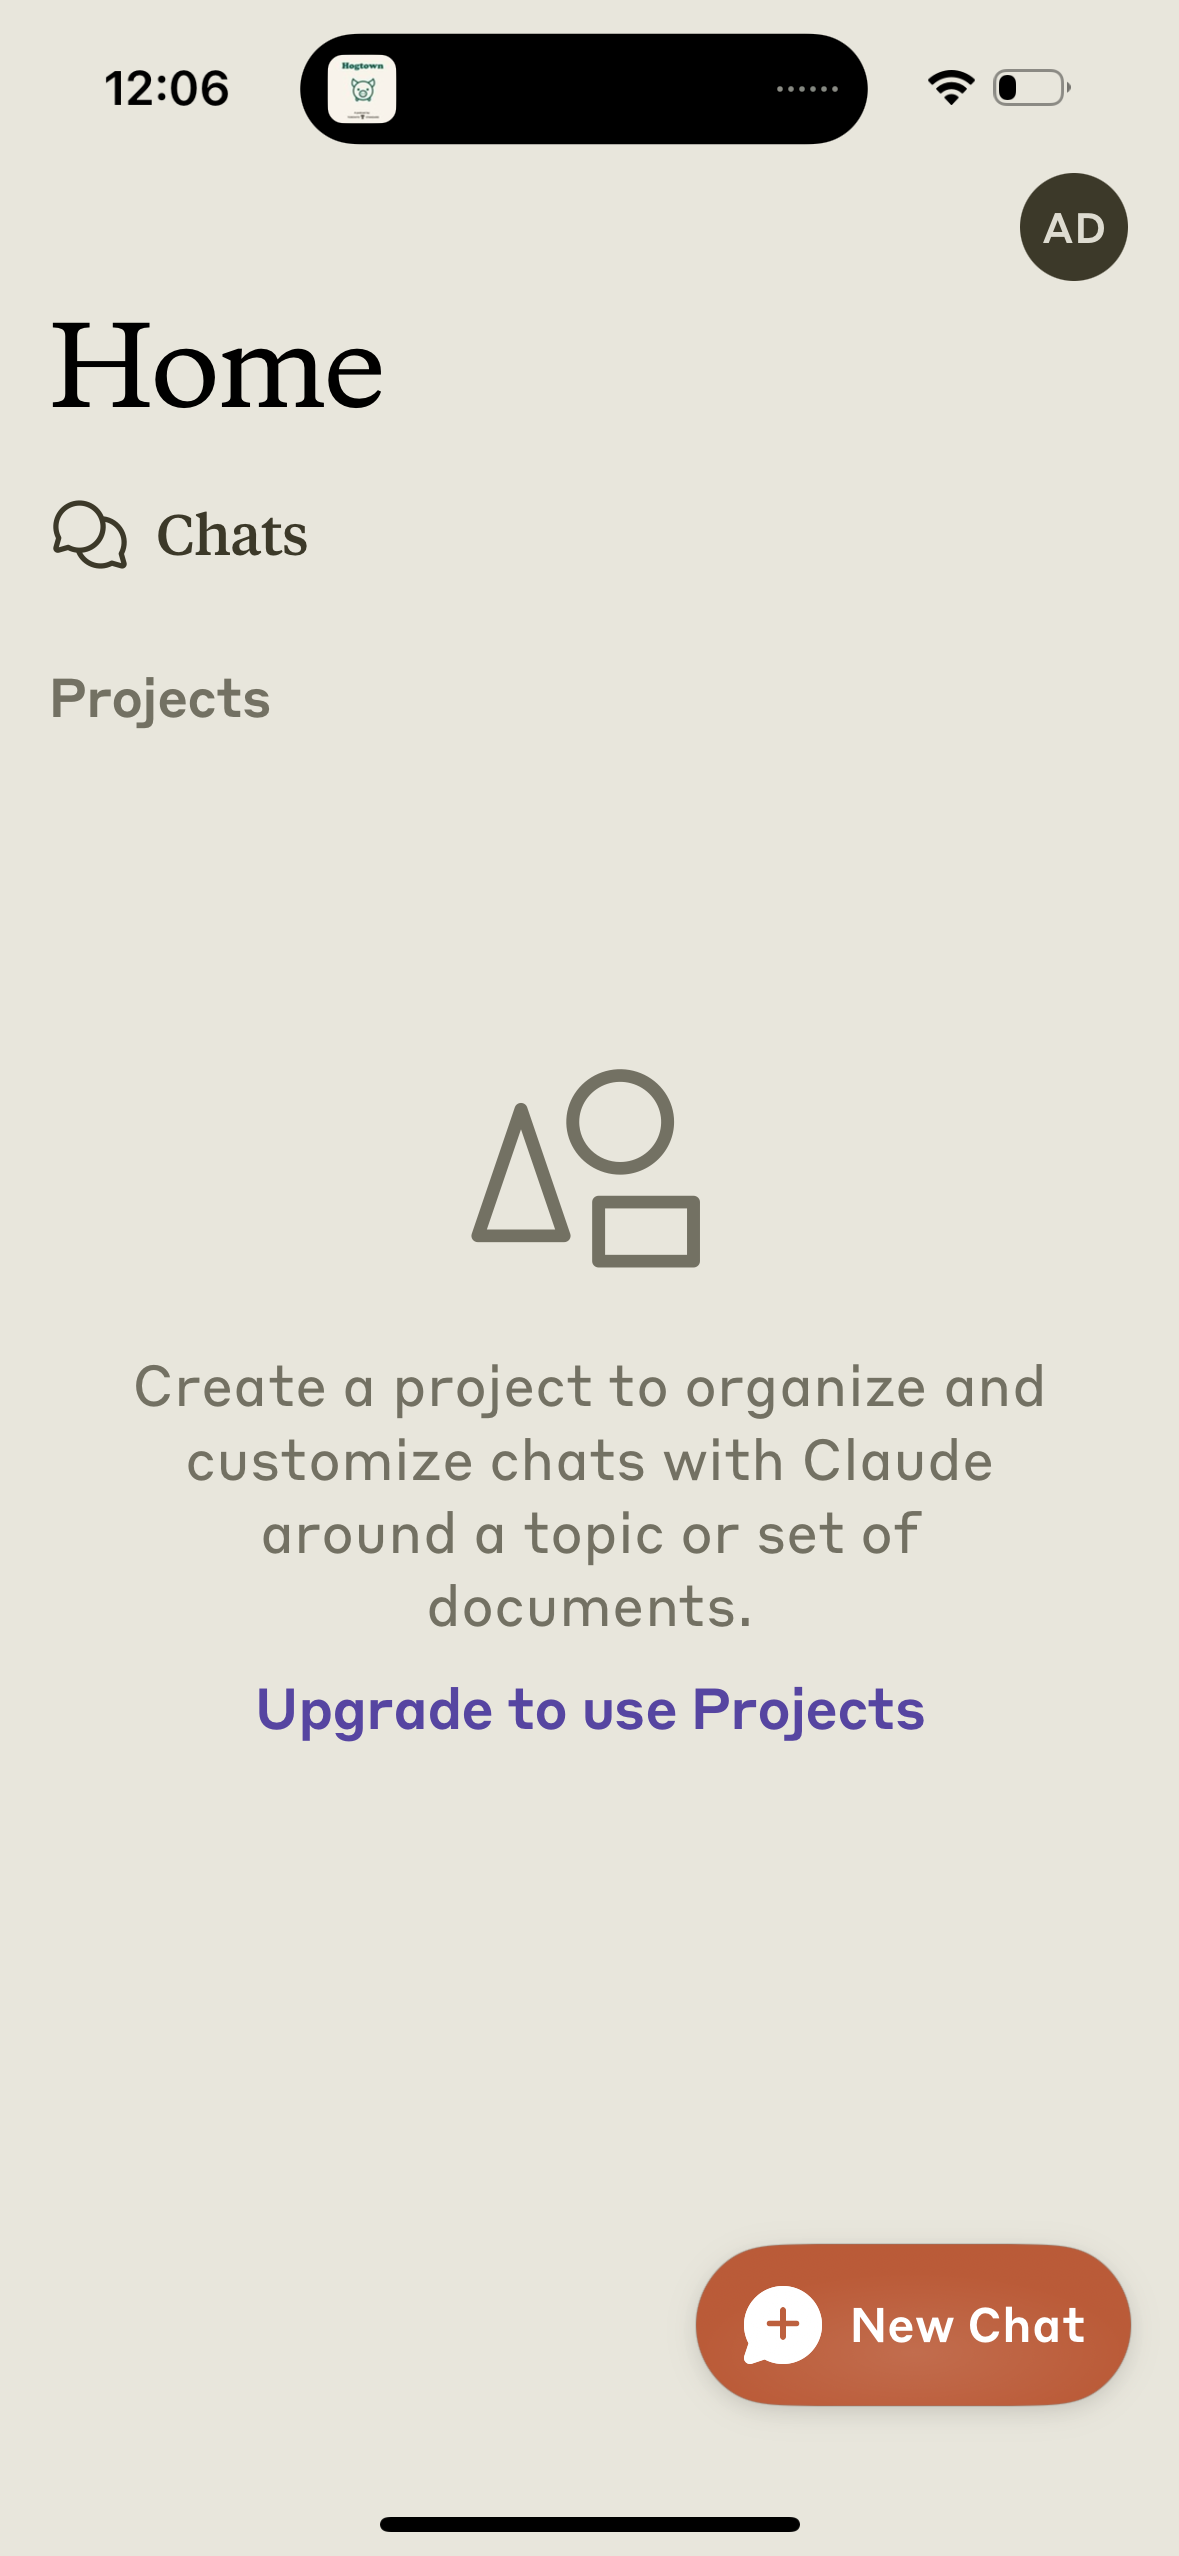 12:06
Hogtown
AD
Home
Chats
Projects
Create a project to organize and
customize chats with Claude
around a topic or set of
documents.
Upgrade to use Projects
New Chat